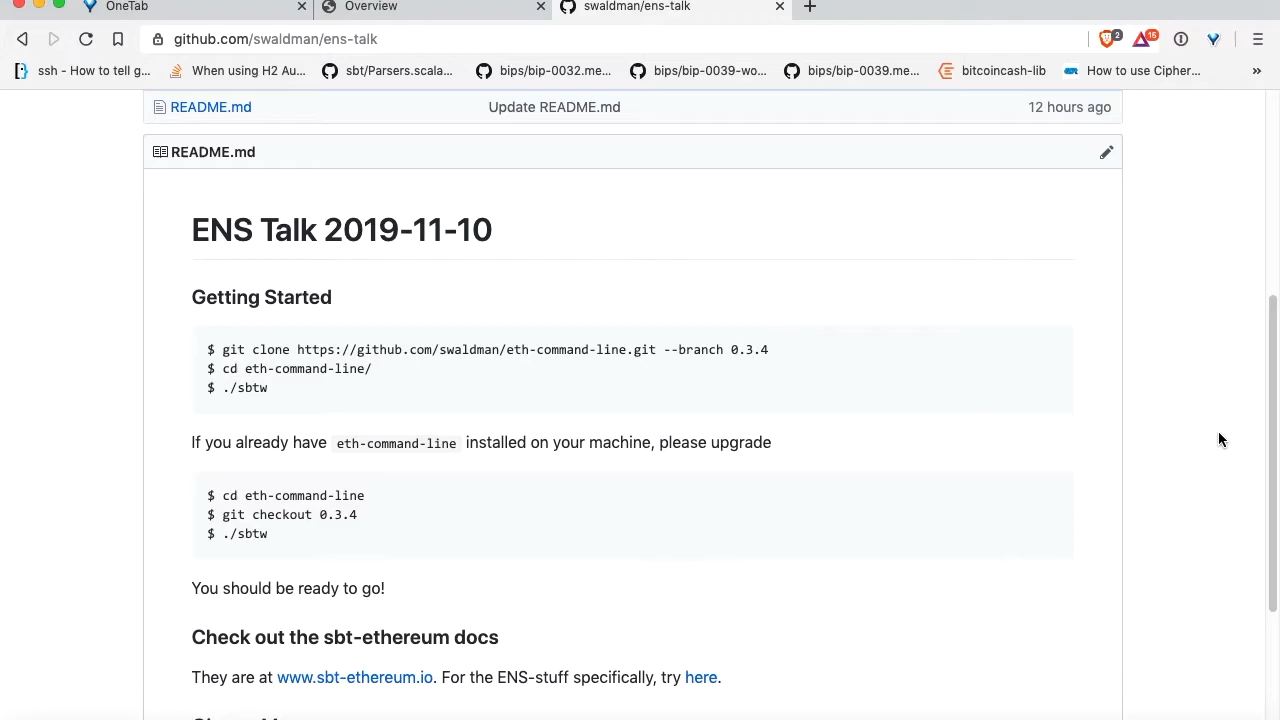 OneTab
Overview
swaldman/ens-talk
github.com/swaldman/ens-talk
2
15
ssh - How to tell g...
When using H2 Au...
sbt/Parsers.scala...
bips/bip-0032.me...
bips/bip-0039-wo...
bips/bip-0039.me...
bitcoincash-lib
How to use Cipher...
»
README.md
Update README.md
12 hours ago
README.md
ENS Talk 2019-11-10
Getting Started
$ git clone https://github.com/swaldman/eth-command-line.git --branch 0.3.4
$ cd eth-command-line/
$ ./sbtw
If you already have eth-command-line installed on your machine, please upgrade
$ cd eth-command-line
$ git checkout 0.3.4
$ ./sbtw
You should be ready to go!
Check out the sbt-ethereum docs
They are at www.sbt-ethereum.io. For the ENS-stuff specifically, try here.